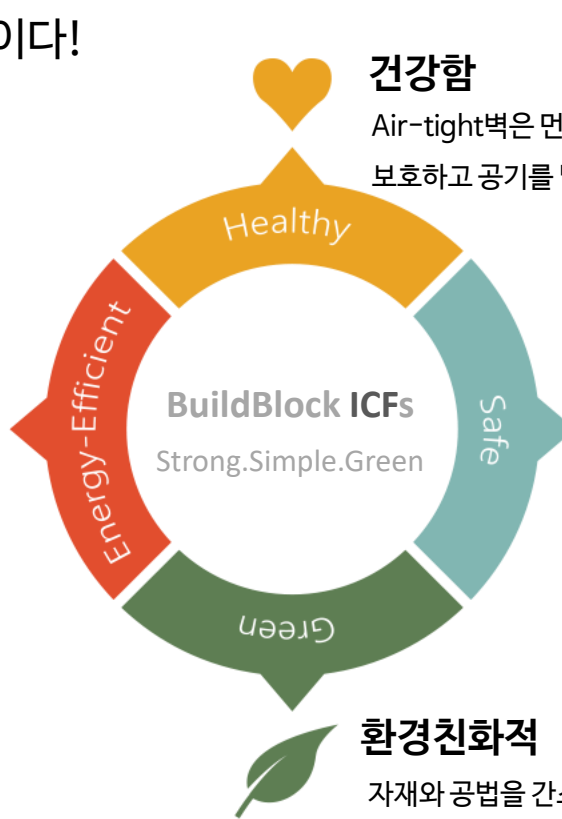 이다!
건강함
Air-tight벽은 먼
보호하고 공기를
Healthy
Energy-Efficient
BuildBlock ICFs
Safe
Strong.Simple.Green
Green
환경친화적
자재와 공법을